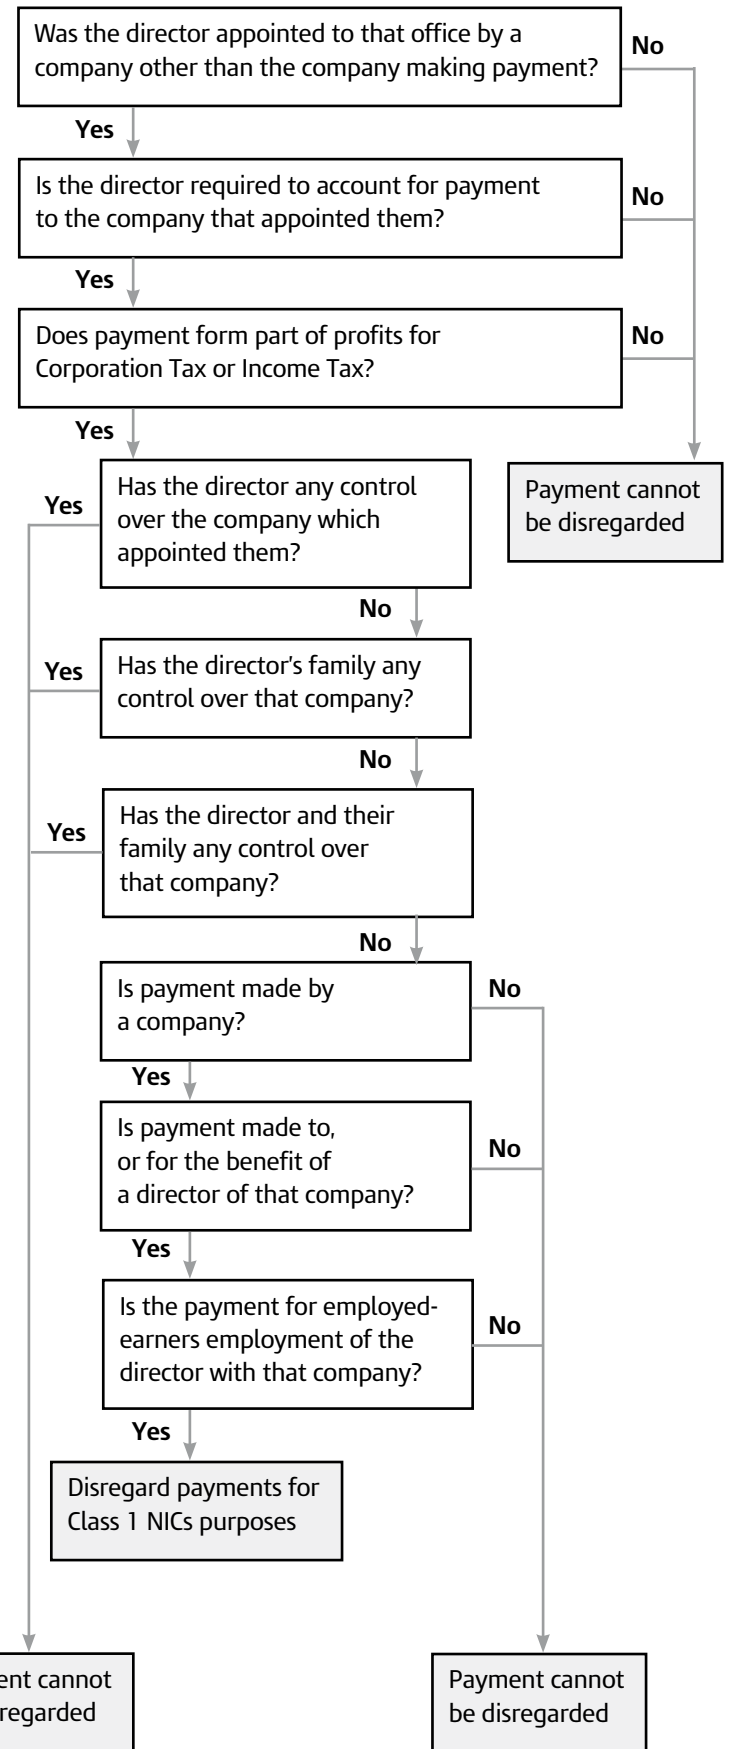 Was the director appointed to that office by a
company other than the company making payment?
No
Yes
Is the director required to account for payment
to the company that appointed them?
No
Yes
Does payment form part of profits for
Corporation Tax or Income Tax?
No
Yes
Payment cannot
be disregarded
Has the director any control
over the company which
appointed them?
Yes
No
Has the director's family any
control over that company?
Yes
No
Has the director and their
family any control over
that company?
Yes
No
Is payment made by
a company?
No
Yes
Is payment made to,
or for the benefit of
a director of that company?
No
Yes
Is the payment for employed-
earners employment of the
director with that company?
No
Yes
Disregard payments for
Class 1 NICs purposes
cannot
Payment cannot
be disregarded